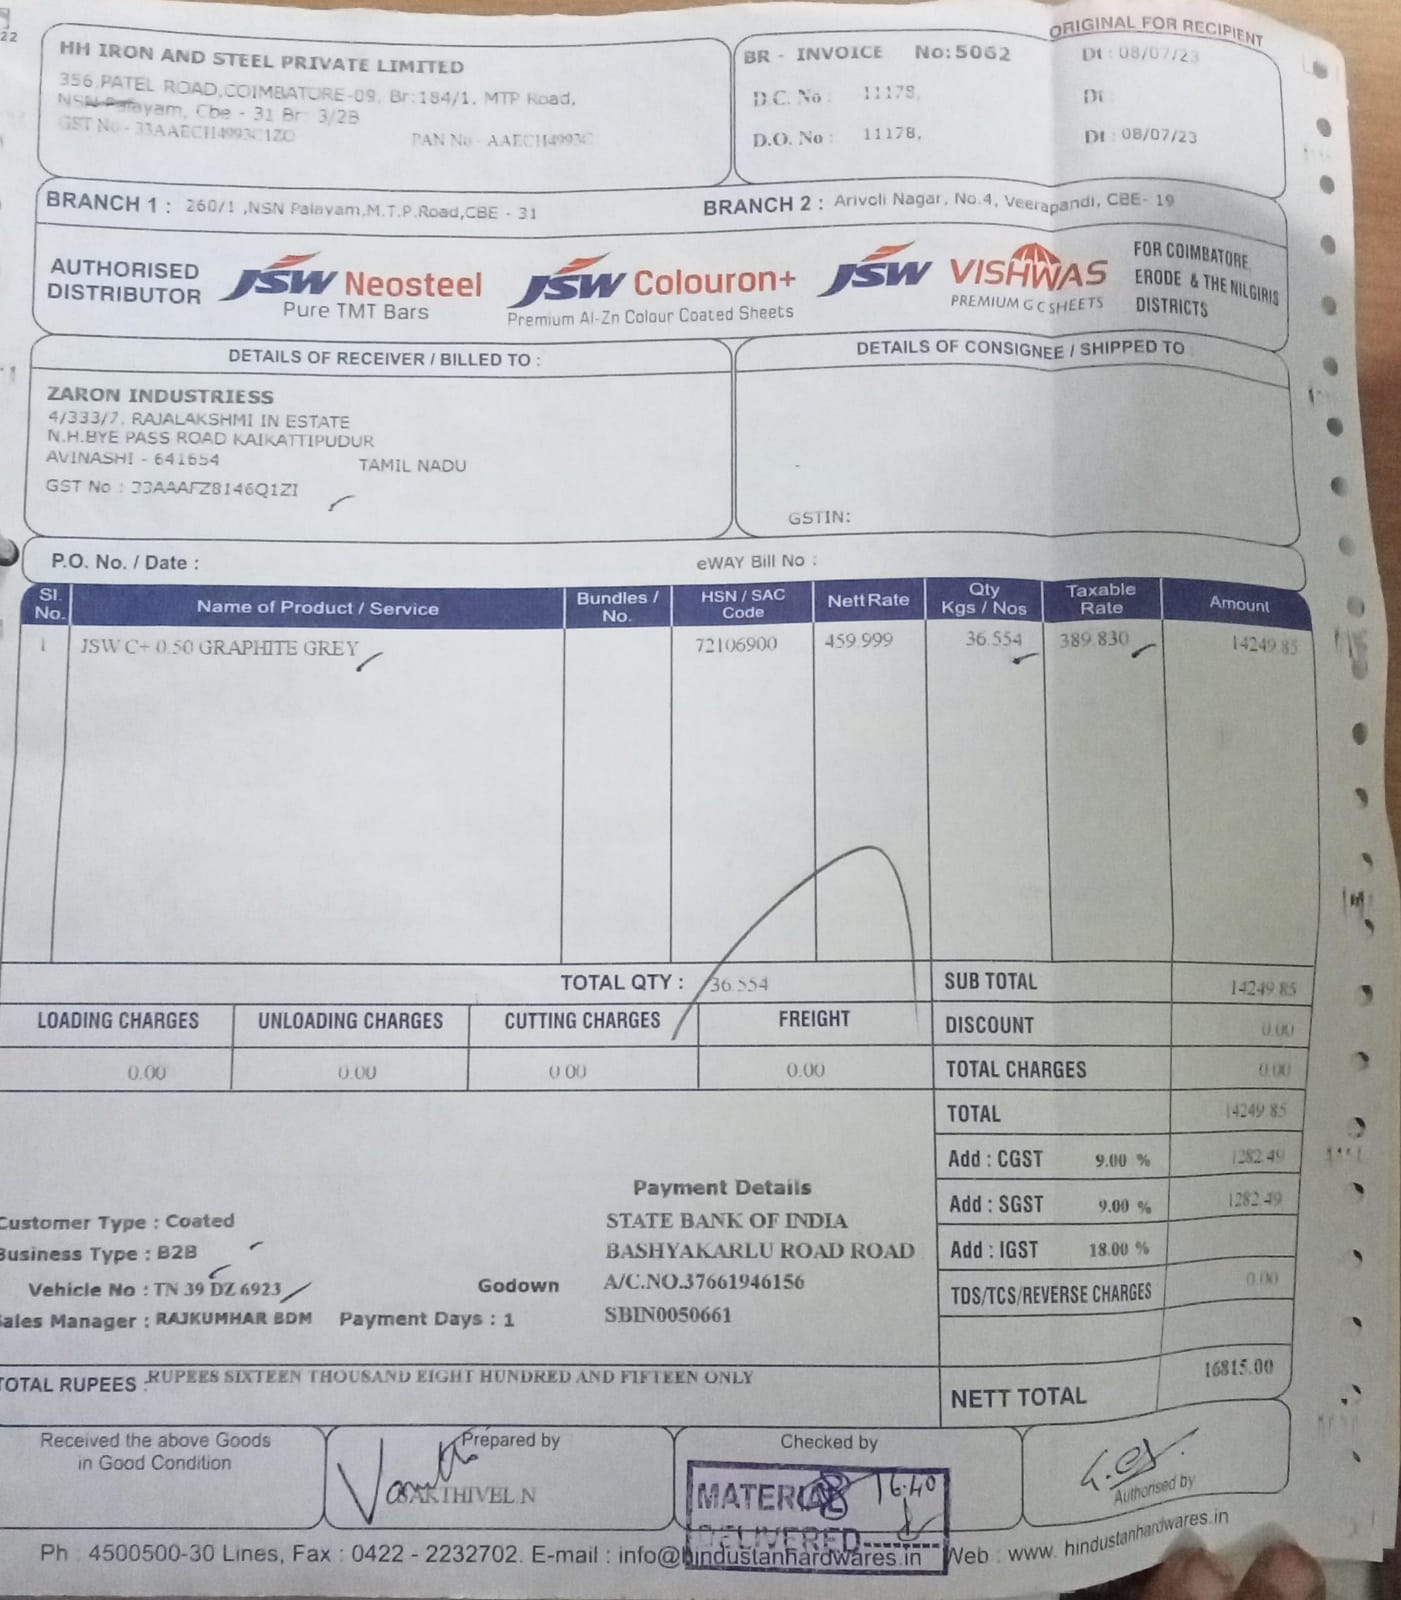 ORIGINAL FOR RECIPIENT
HH IRON AND STEEL PRIVATE LIMITED
356,PATEL ROAD,COIMBATORE-09, Br:184/1, MTP Road,
NSN Palayam, Cbe - 31 Br: 3/2B
GST No - 33AAECH4993C1ZO PAN No - AAECH4993C
BR - INVOICE No:5062 Dt : 08/07/23
D.C. No : 11178, Dt :
D.O. No : 11178, Dt : 08/07/23
BRANCH 1 : 260/1 ,NSN Palayam,M.T.P.Road,CBE - 31
BRANCH 2 : Arivoli Nagar, No.4, Veerapandi, CBE- 19
AUTHORISED
DISTRIBUTOR
JSW Neosteel
Pure TMT Bars
JSW Colouron+
Premium Al-Zn Colour Coated Sheets
JSW VISHWAS
PREMIUM G C SHEETS
FOR COIMBATORE,
ERODE & THE NILGIRIS
DISTRICTS
DETAILS OF RECEIVER / BILLED TO :
ZARON INDUSTRIESS
4/333/7, RAJALAKSHMI IN ESTATE
N.H.BYE PASS ROAD KAIKATTIPUDUR
AVINASHI - 641654 TAMIL NADU
GST No : 33AAAFZ8146Q1ZI
DETAILS OF CONSIGNEE / SHIPPED TO
GSTIN:
P.O. No. / Date : eWAY Bill No :
Sl. No. Name of Product / Service Bundles / No. HSN / SAC Code Nett Rate Qty Kgs / Nos Taxable Rate Amount
1 JSW C+ 0.50 GRAPHITE GREY 72106900 459.999 36.554 389.830 14249.85
TOTAL QTY : 36.554 SUB TOTAL 14249.85
LOADING CHARGES UNLOADING CHARGES CUTTING CHARGES FREIGHT
0.00 0.00 0.00 0.00
DISCOUNT 0.00
TOTAL CHARGES 0.00
TOTAL 14249.85
Add : CGST 9.00 % 1282.49
Add : SGST 9.00 % 1282.49
Add : IGST 18.00 %
TDS/TCS/REVERSE CHARGES 0.00
Payment Details
STATE BANK OF INDIA
BASHYAKARLU ROAD ROAD
A/C.NO.37661946156
SBIN0050661
Customer Type : Coated
Business Type : B2B
Vehicle No : TN 39 DZ 6923 Godown
Sales Manager : RAJKUMHAR BDM Payment Days : 1
TOTAL RUPEES : RUPEES SIXTEEN THOUSAND EIGHT HUNDRED AND FIFTEEN ONLY
NETT TOTAL 16815.00
Received the above Goods
in Good Condition
Prepared by
SAKTHIVEL N
Checked by
MATERIAL 16.40
DELIVERED
Authorised by
Ph : 4500500-30 Lines, Fax : 0422 - 2232702. E-mail : info@hindustanhardwares.in Web : www. hindustanhardwares.in